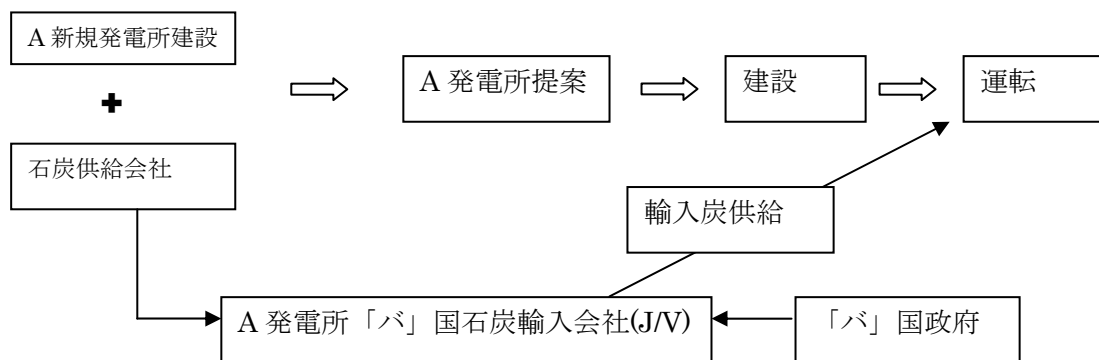 A 新規発電所建設
+
石炭供給会社
A 発電所提案
建設
運転
輸入炭供給
A 発電所「バ」国石炭輸入会社(J/V)
「バ」国政府